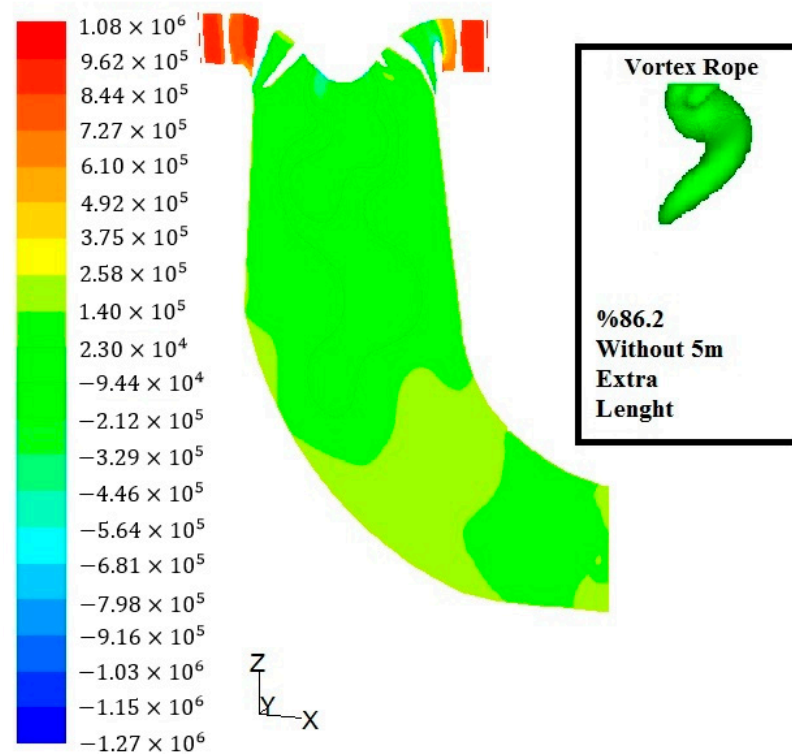 1.08 × 10⁶
9.62 × 10⁵
8.44 × 10⁵
7.27 × 10⁵
6.10 × 10⁵
4.92 × 10⁵
3.75 × 10⁵
2.58 × 10⁵
1.40 × 10⁵
2.30 × 10⁴
−9.44 × 10⁴
−2.12 × 10⁵
−3.29 × 10⁵
−4.46 × 10⁵
−5.64 × 10⁵
−6.81 × 10⁵
−7.98 × 10⁵
−9.16 × 10⁵
−1.03 × 10⁶
−1.15 × 10⁶
−1.27 × 10⁶
Z
Y
X
Vortex Rope
%86.2
Without 5m
Extra
Lenght